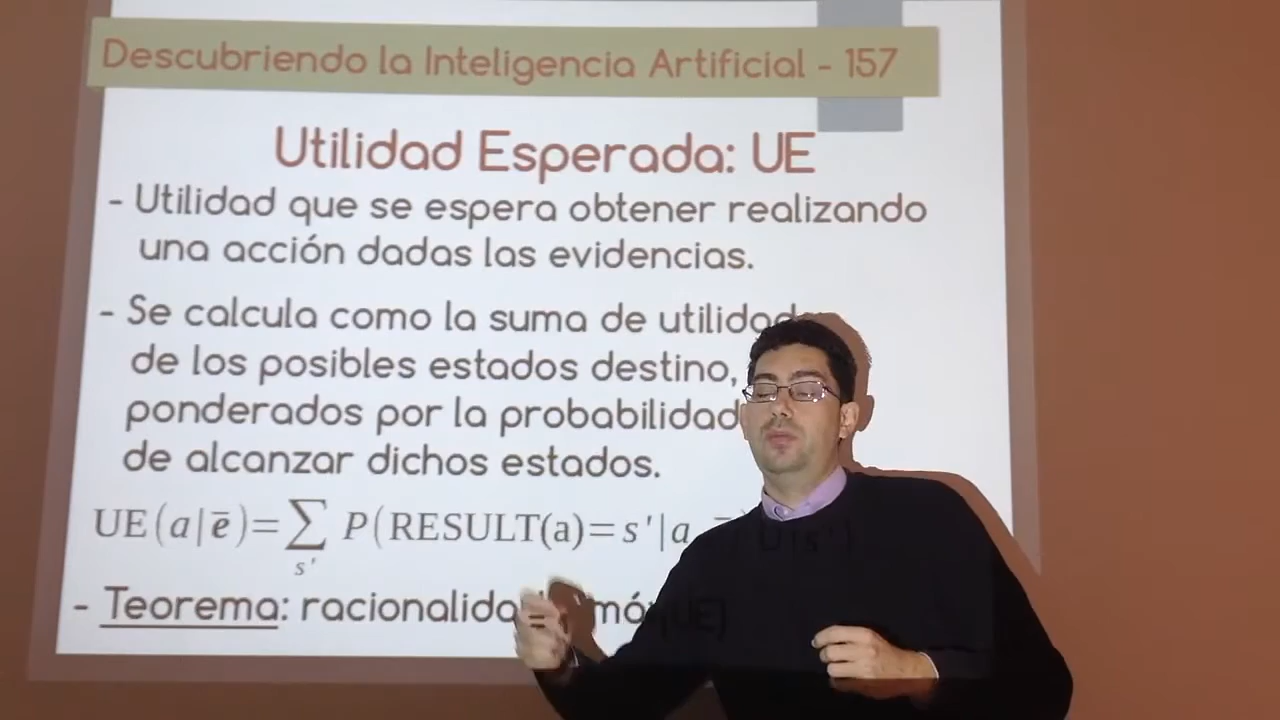 Descubriendo la Inteligencia Artificial - 157
Utilidad Esperada: UE
- Utilidad que se espera obtener realizando
una acción dadas las evidencias.
- Se calcula como la suma de
de los posibles estados destino,
ponderados por la probabilidad
de alcanzar dichos estados.
UE(a|e̅)=∑ P(RESULT(a)=s'|a U(s')
s'
- Teorema: UE)